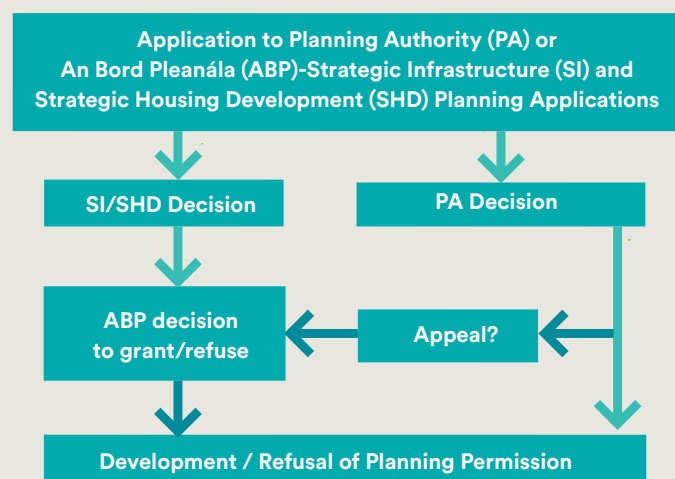 Application to Planning Authority (PA) or
An Bord Pleanála (ABP)-Strategic Infrastructure (SI) and
Strategic Housing Development (SHD) Planning Applications
SI/SHD Decision
PA Decision
ABP decision
to grant/refuse
Appeal?
Development / Refusal of Planning Permission